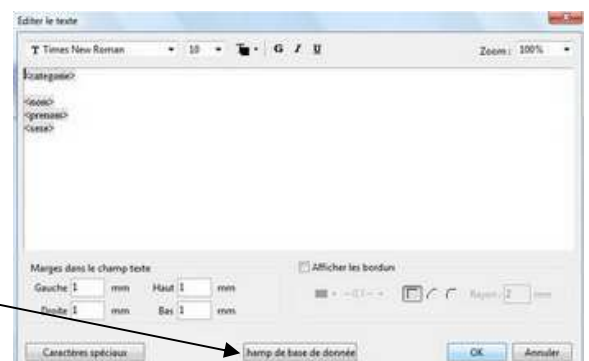 Editer le texte
Times New Roman 10 G I U Zoom : 100%
<categorie>
<nom>
<prenom>
<sexe>
Marges dans le champ texte
Afficher les bordun
Gauche 1 mm Haut 1 mm
Rayon : 2 mm
Droite 1 mm Bas 1 mm
Caractères spéciaux hamp de base de donnée OK Annuler